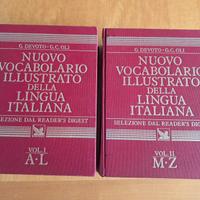 G. DEVOTO - G.C. OLI
NUOVO
VOCABOLARIO
ILLUSTRATO
DELLA
LINGUA
ITALIANA
SELEZIONE DAL READER'S DIGEST
VOL. I
A-L
G. DEVOTO - G.C. OLI
NUOVO
VOCABOLARIO
ILLUSTRATO
DELLA
LINGUA
ITALIANA
SELEZIONE DAL READER'S DIGEST
VOL. II
M-Z